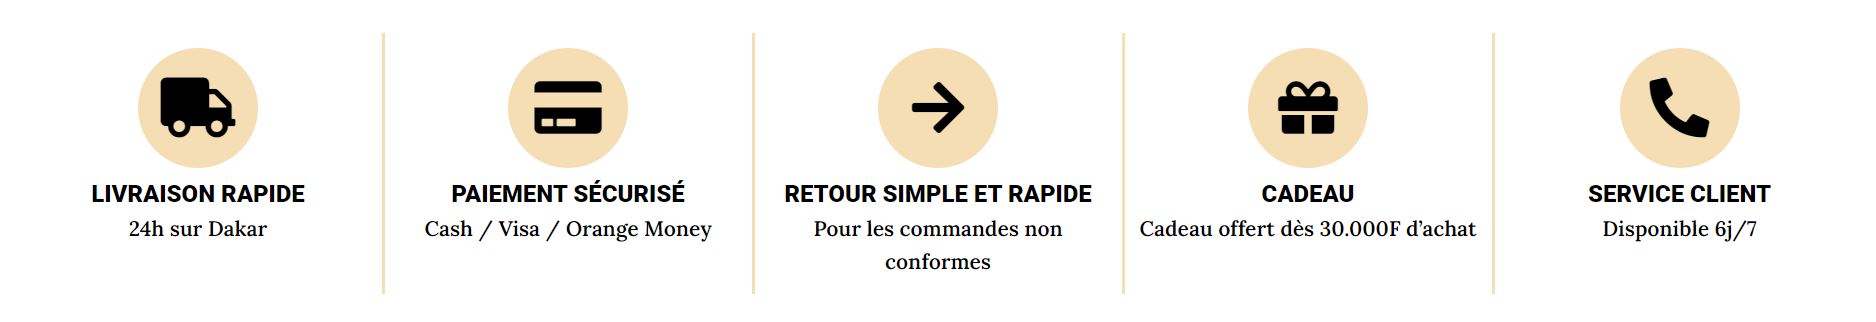 LIVRAISON RAPIDE
24h sur Dakar
PAIEMENT SÉCURISÉ
Cash / Visa / Orange Money
RETOUR SIMPLE ET RAPIDE
Pour les commandes non
conformes
CADEAU
Cadeau offert dès 30.000F d’achat
SERVICE CLIENT
Disponible 6j/7